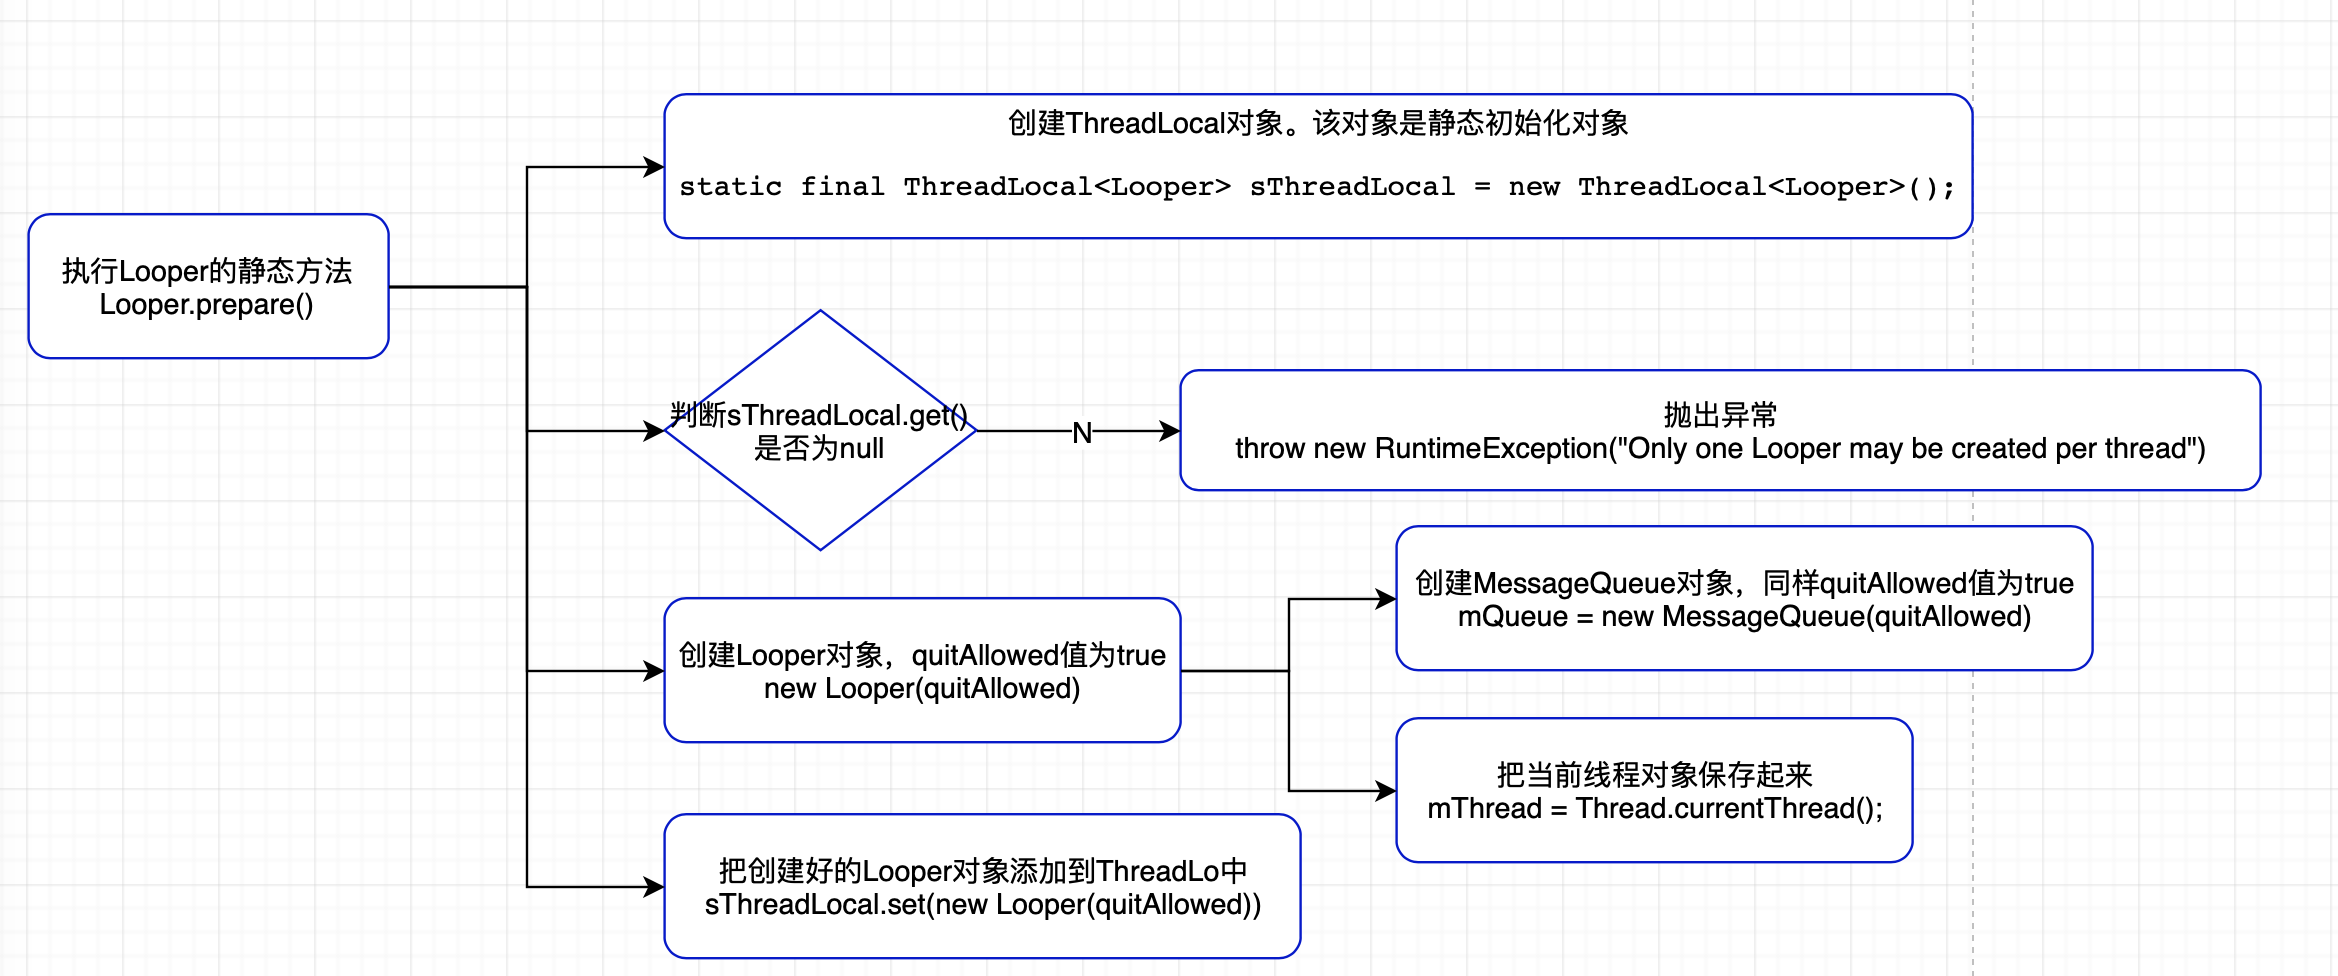 创建ThreadLocal对象。该对象是静态初始化对象
static final ThreadLocal<Looper> sThreadLocal = new ThreadLocal<Looper>();
执行Looper的静态方法
Looper.prepare()
判断sThreadLocal.get()
是否为null
N
抛出异常
throw new RuntimeException("Only one Looper may be created per thread")
创建Looper对象，quitAllowed值为true
new Looper(quitAllowed)
创建MessageQueue对象，同样quitAllowed值为true
mQueue = new MessageQueue(quitAllowed)
把当前线程对象保存起来
mThread = Thread.currentThread();
把创建好的Looper对象添加到ThreadLo中
sThreadLocal.set(new Looper(quitAllowed))